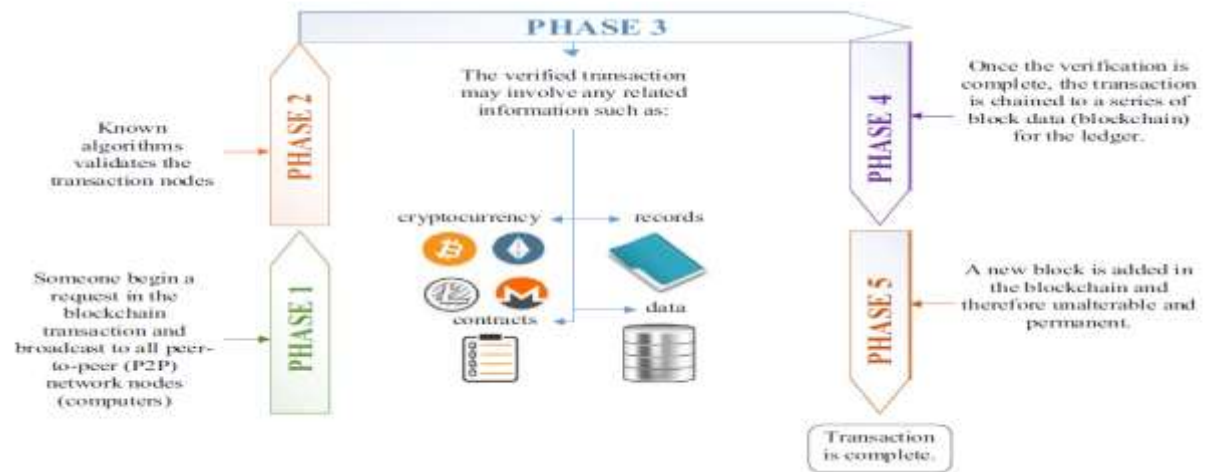 PHASE 1
Someone begin a
request in the
blockchain
transaction and
broadcast to all peer-
to-peer (P2P)
network nodes
(computers)
PHASE 2
Known
algorithms
validates the
transaction nodes
PHASE 3
The verified transaction
may involve any related
information such as:
cryptocurrency
records
contracts
data
PHASE 4
Once the verification is
complete, the transaction
is chained to a series of
block data (blockchain)
for the ledger.
PHASE 5
A new block is added in
the blockchain and
therefore unalterable and
permanent.
Transaction
is complete.